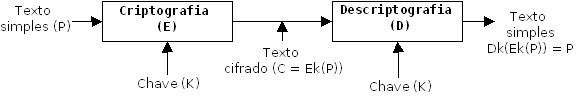 Texto
simples (P)
Criptografia
(E)
Chave (K)
Texto
cifrado (C = Ek(P))
Descriptografia
(D)
Chave (K)
Texto
simples
Dk(Ek(P)) = P